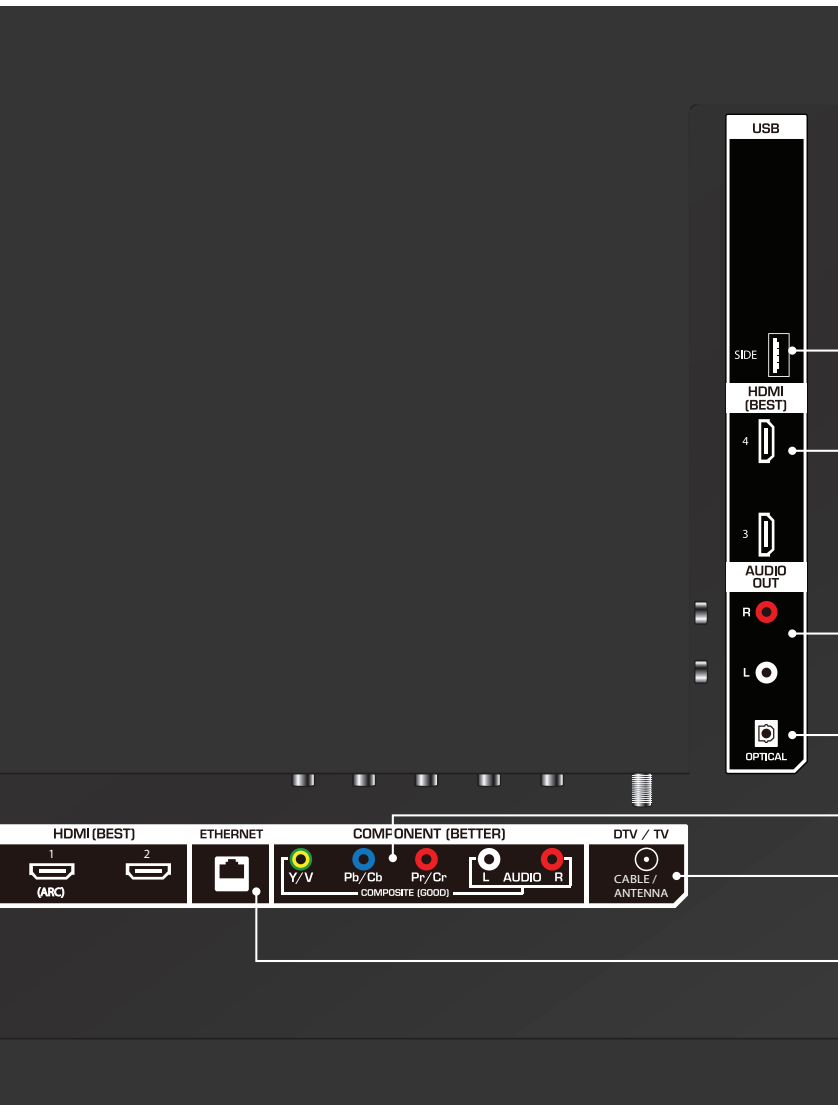 USB
SIDE
HDMI
(BEST)
4
3
AUDIO
OUT
R
L
OPTICAL
HDMI (BEST)
1
2
(ARC)
ETHERNET
COMPONENT (BETTER)
Y/V Pb/Cb Pr/Cr L AUDIO R
COMPOSITE (GOOD)
DTV / TV
CABLE /
ANTENNA